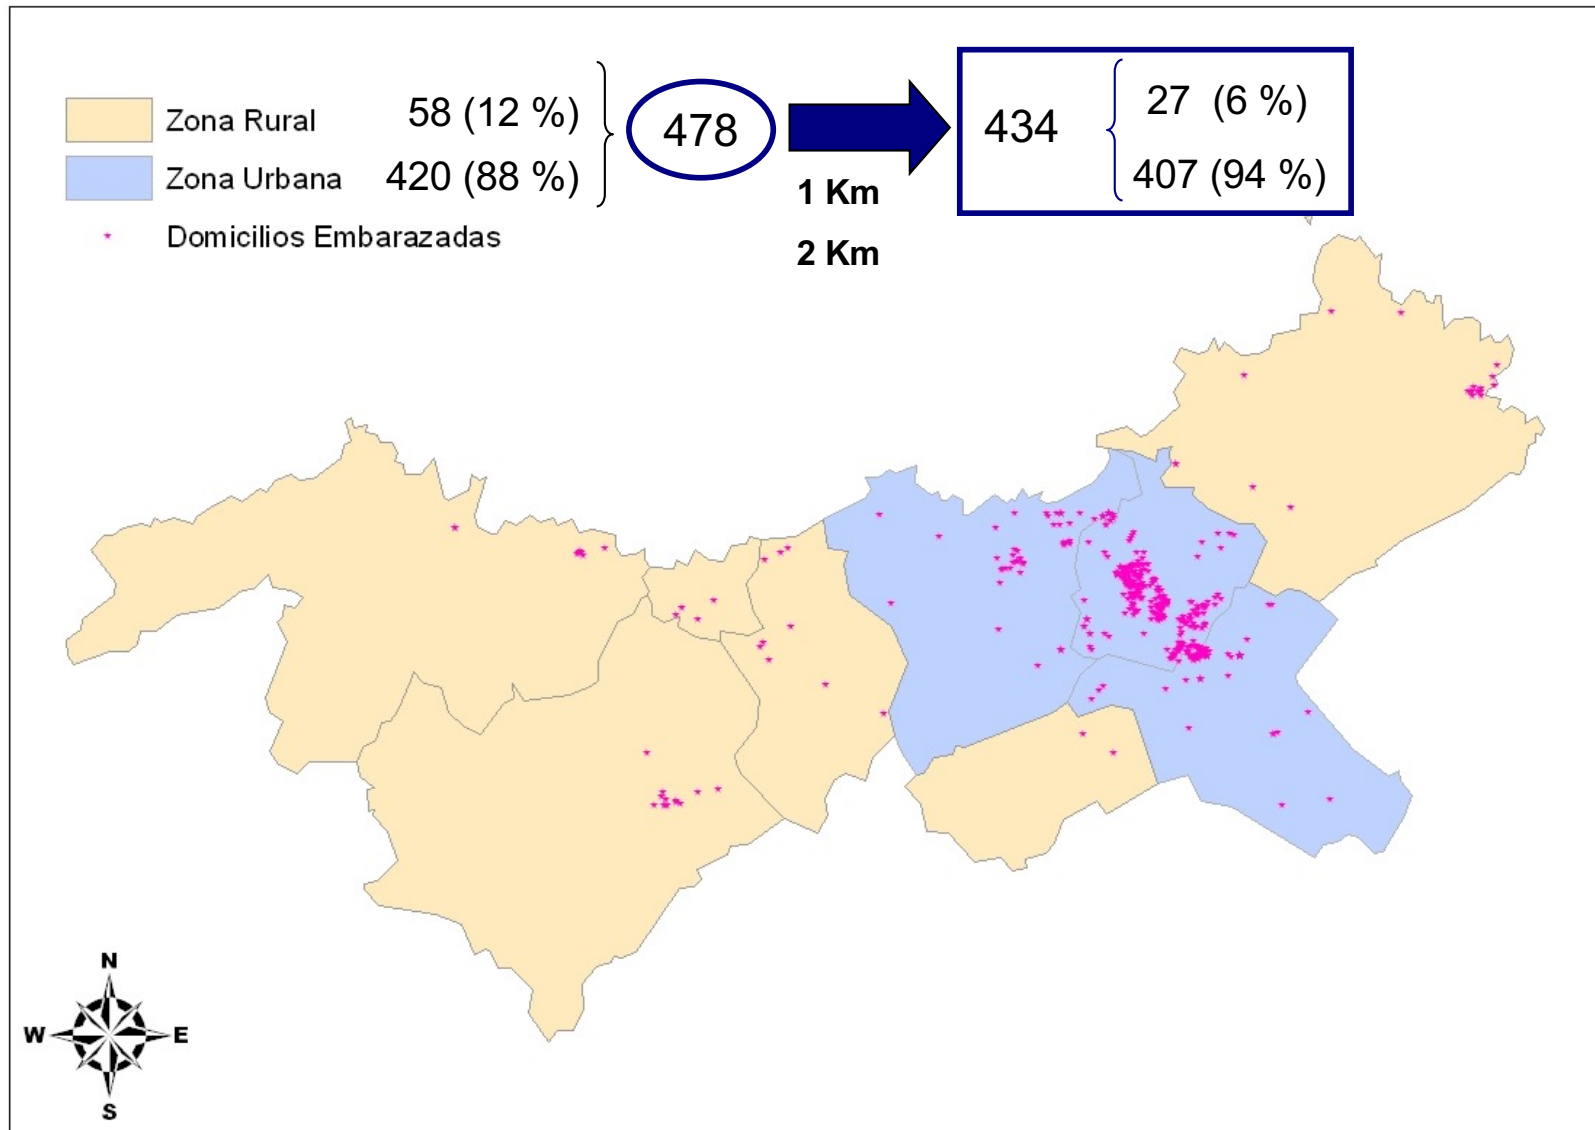 Zona Rural 58 (12 %)
Zona Urbana 420 (88 %)
Domicilios Embarazadas
478
1 Km
2 Km
434
27 (6 %)
407 (94 %)
N
W E
S